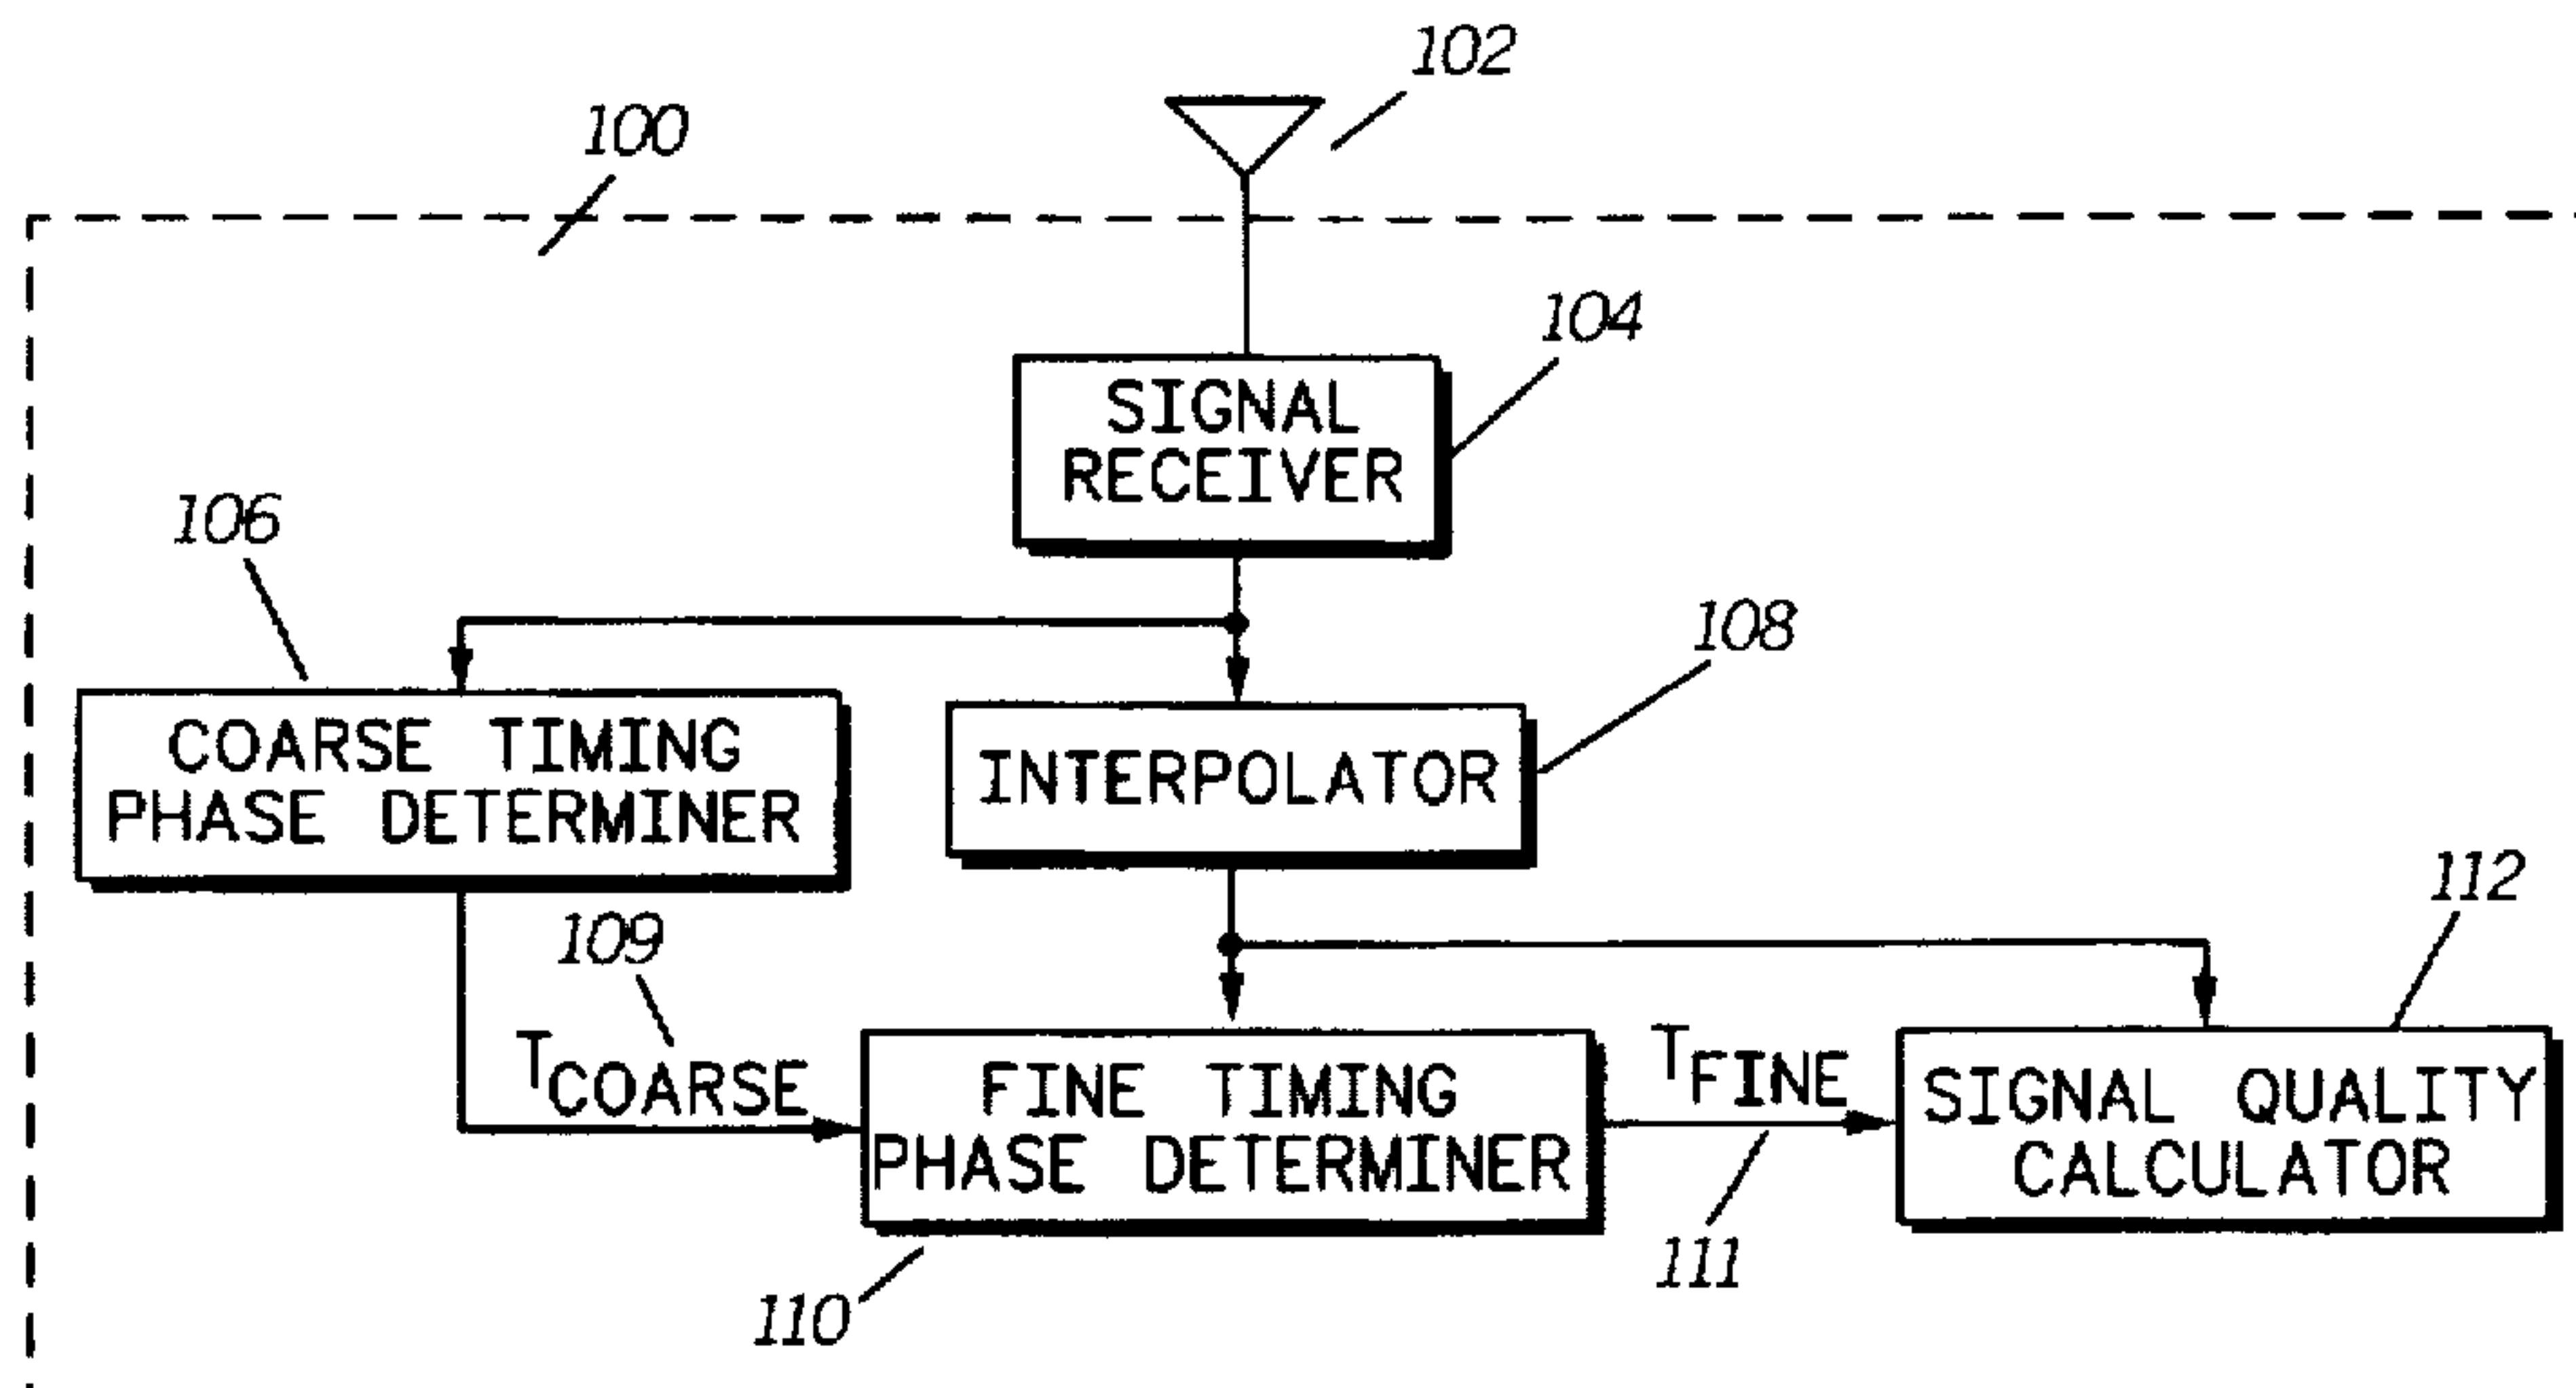 102
100
104
SIGNAL
RECEIVER
106
108
COARSE TIMING
PHASE DETERMINER
INTERPOLATOR
112
109
TCOARSE
FINE TIMING
PHASE DETERMINER
TFINE
SIGNAL QUALITY
CALCULATOR
111
110